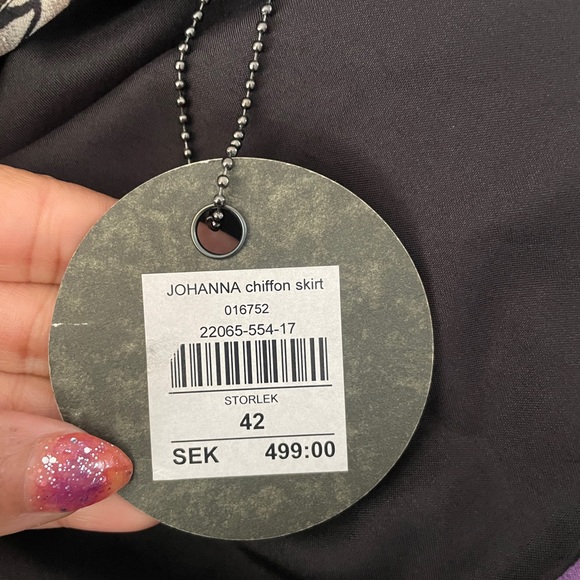 JOHANNA chiffon skirt
016752
22065-554-17
STORLEK
42
SEK 499:00